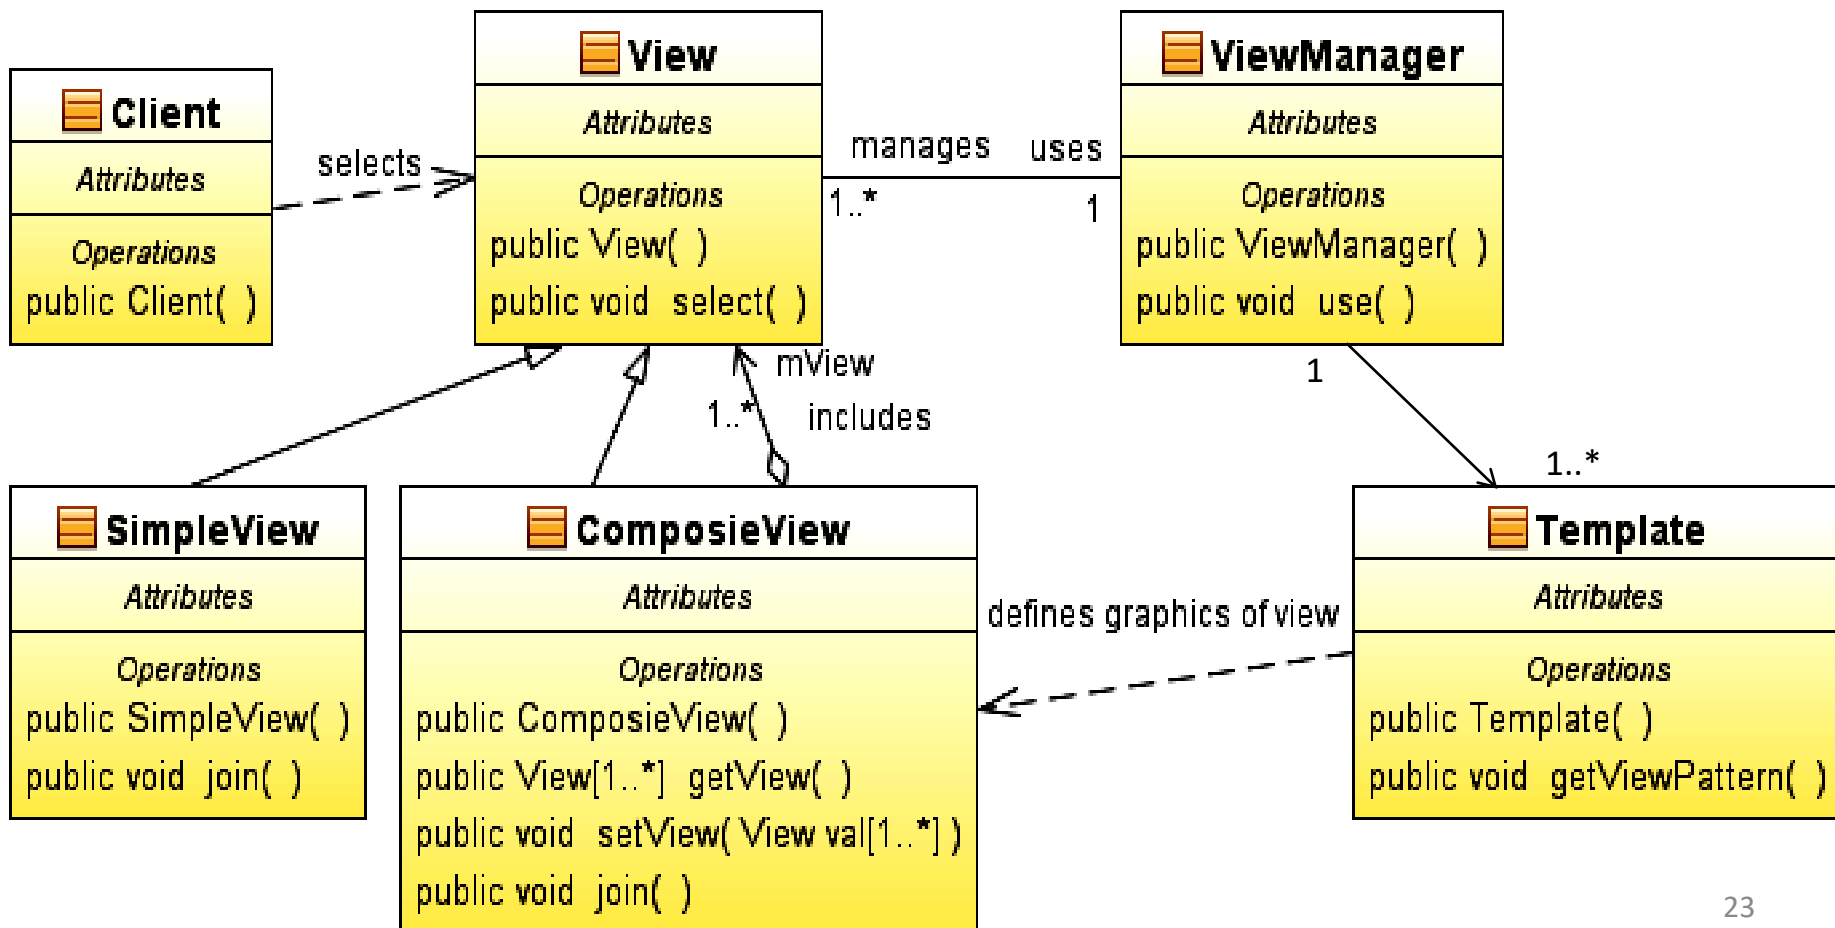 Client
Attributes
Operations
public Client( )
selects
View
Attributes
Operations
public View( )
public void select( )
manages
uses
1..*
1
ViewManager
Attributes
Operations
public ViewManager( )
public void use( )
mView
1..*
includes
1
1..*
SimpleView
Attributes
Operations
public SimpleView( )
public void join( )
ComposieView
Attributes
Operations
public ComposieView( )
public View[1..*] getView( )
public void setView( View val[1..*] )
public void join( )
defines graphics of view
Template
Attributes
Operations
public Template( )
public void getViewPattern( )
23